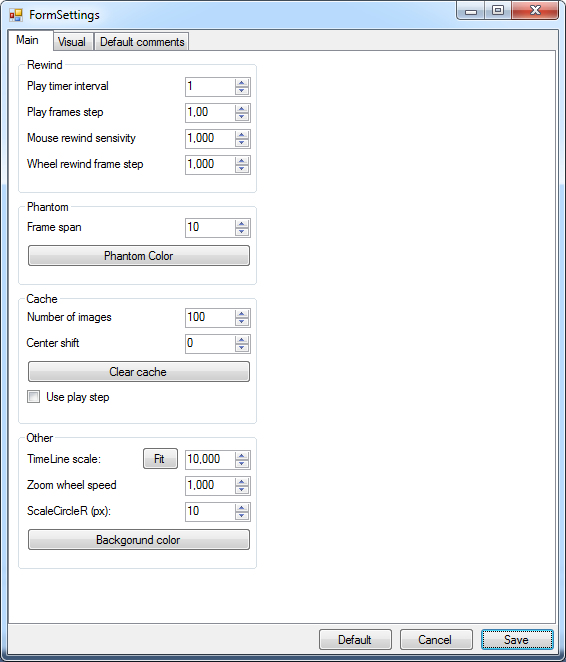 FormSettings
Main Visual Default comments
Rewind
Play timer interval 1
Play frames step 1,00
Mouse rewind sensivity 1,000
Wheel rewind frame step 1,000
Phantom
Frame span 10
Phantom Color
Cache
Number of images 100
Center shift 0
Clear cache
Use play step
Other
TimeLine scale: Fit 10,000
Zoom wheel speed 1,000
ScaleCircleR (px): 10
Backgorund color
Default Cancel Save